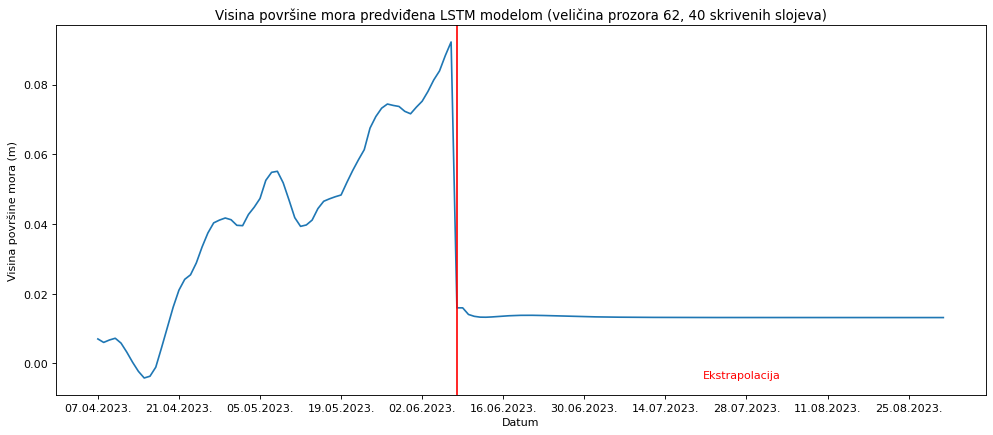 Visina površine mora predviđena LSTM modelom (veličina prozora 62, 40 skrivenih slojeva)
Visina površine mora (m)
0.08
0.06
0.04
0.02
0.00
Ekstrapolacija
07.04.2023. 21.04.2023. 05.05.2023. 19.05.2023. 02.06.2023. 16.06.2023. 30.06.2023. 14.07.2023. 28.07.2023. 11.08.2023. 25.08.2023.
Datum